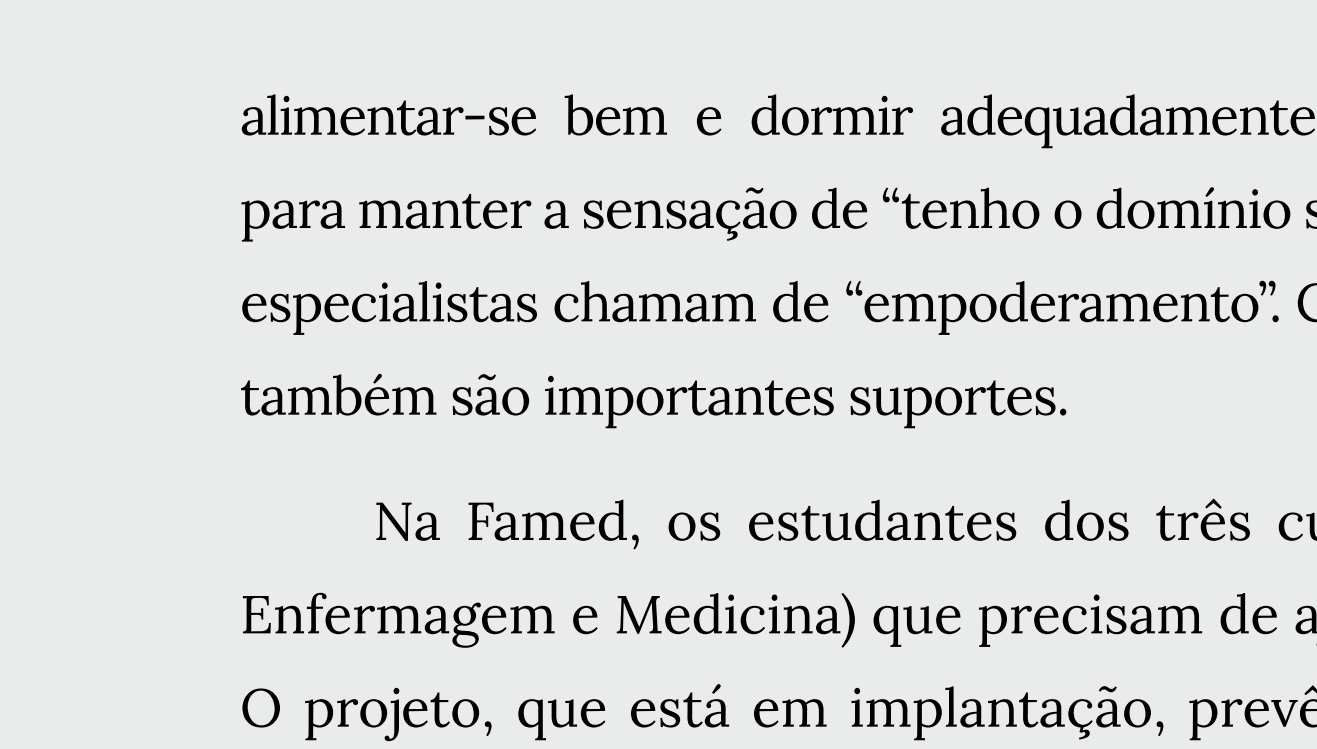 alimentar-se bem e dormir adequadamente
para manter a sensação de “tenho o domínio
especialistas chamam de “empoderamento”.
também são importantes suportes.
Na Famed, os estudantes dos três
Enfermagem e Medicina) que precisam de
O projeto, que está em implantação, prevê